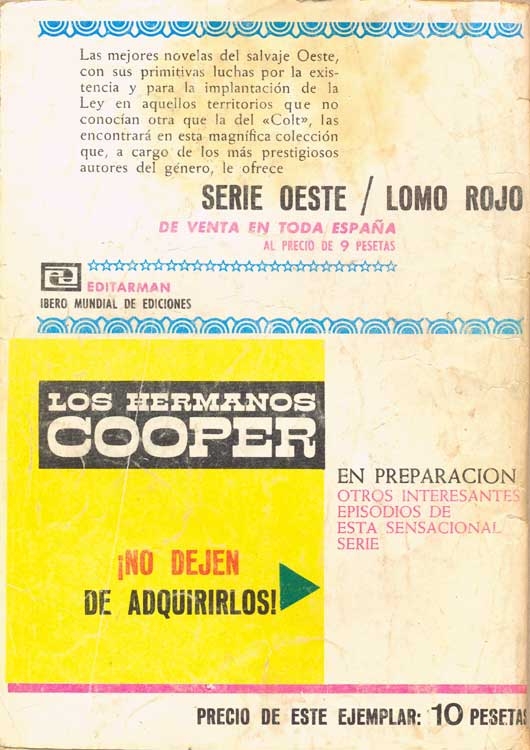 Las mejores novelas del salvaje Oeste,
con sus primitivas luchas por la exis-
tencia y para la implantación de la
Ley en aquellos territorios que no
conocían otra que la del «Colt», las
encontrará en esta magnífica colección
que, a cargo de los más prestigiosos
autores del género, le ofrece
SERIE OESTE / LOMO ROJO
DE VENTA EN TODA ESPAÑA
AL PRECIO DE 9 PESETAS
EDITARMAN
IBERO MUNDIAL DE EDICIONES
LOS HERMANOS
COOPER
EN PREPARACION
OTROS INTERESANTES
EPISODIOS DE
ESTA SENSACIONAL
SERIE
¡NO DEJEN
DE ADQUIRIRLOS!
PRECIO DE ESTE EJEMPLAR: 10 PESETAS